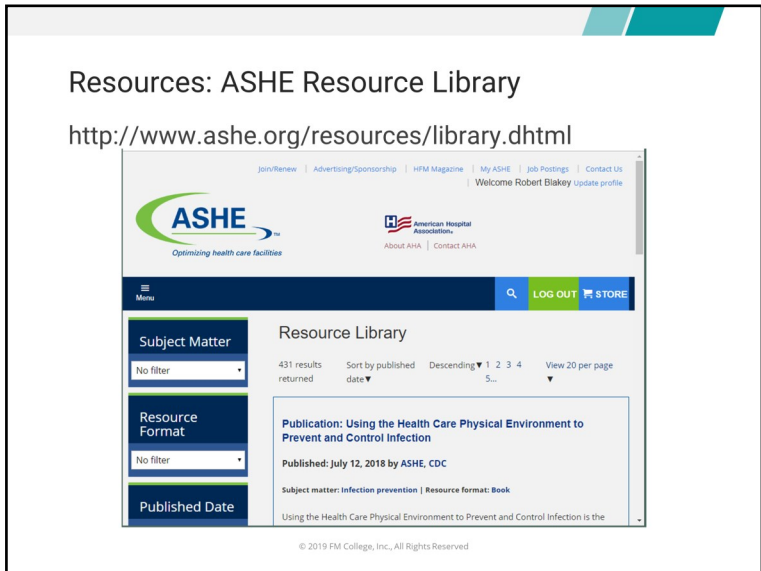 Resources: ASHE Resource Library
http://www.ashe.org/resources/library.dhtml
Join/Renew | Advertising/Sponsorship | HFM Magazine | My ASHE | Job Postings | Contact Us
| Welcome Robert Blakey Update profile
ASHE™
Optimizing health care facilities
American Hospital
Association®
About AHA | Contact AHA
Menu
LOG OUT STORE
Subject Matter
No filter
Resource
Format
No filter
Published Date
Resource Library
431 results
returned
Sort by published
date▼
Descending▼ 1 2 3 4
5...
View 20 per page
▼
Publication: Using the Health Care Physical Environment to
Prevent and Control Infection
Published: July 12, 2018 by ASHE, CDC
Subject matter: Infection prevention | Resource format: Book
Using the Health Care Physical Environment to Prevent and Control Infection is the
© 2019 FM College, Inc., All Rights Reserved